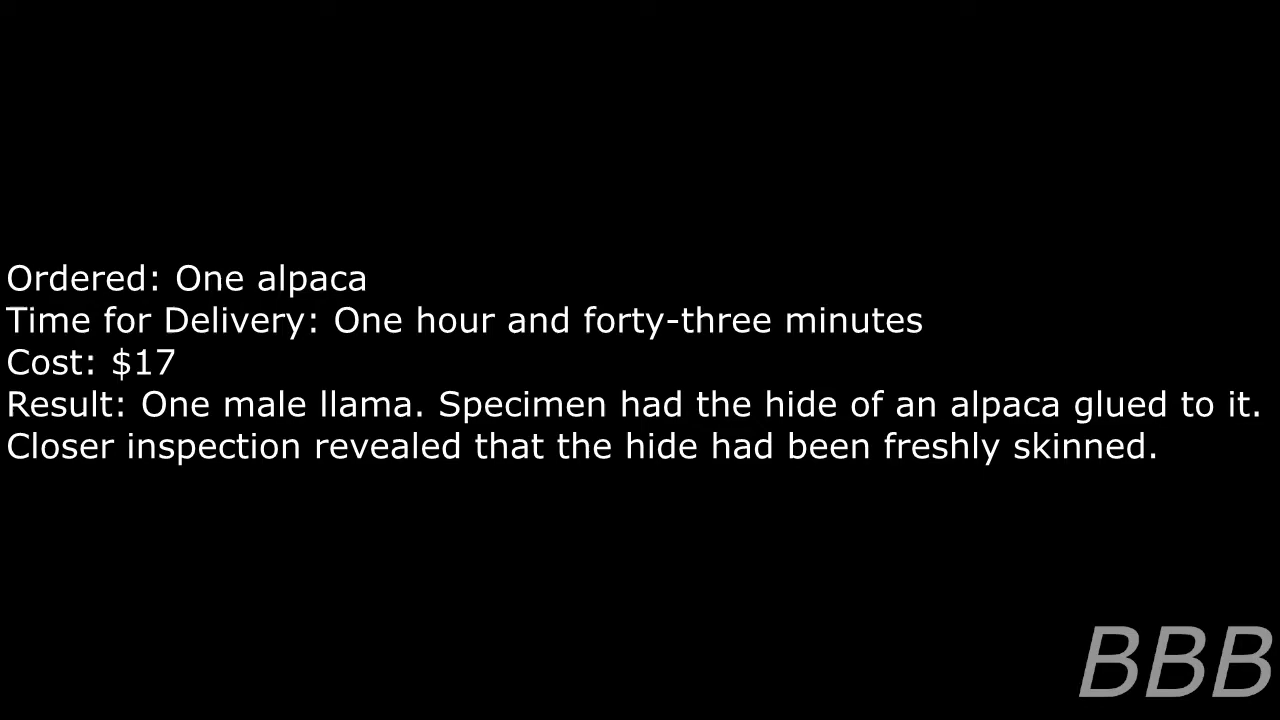 Ordered: One alpaca
Time for Delivery: One hour and forty-three minutes
Cost: $17
Result: One male llama. Specimen had the hide of an alpaca glued to it.
Closer inspection revealed that the hide had been freshly skinned.
BBB